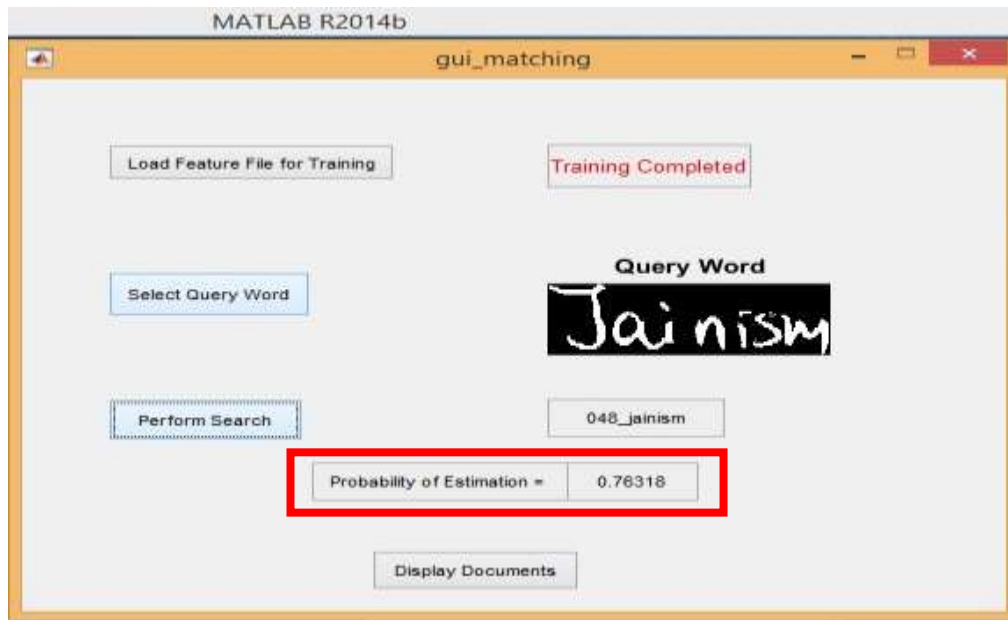 MATLAB R2014b
gui_matching
Load Feature File for Training
Training Completed
Query Word
Select Query Word
Jainism
Perform Search
048_jainism
Probability of Estimation = 0.76318
Display Documents